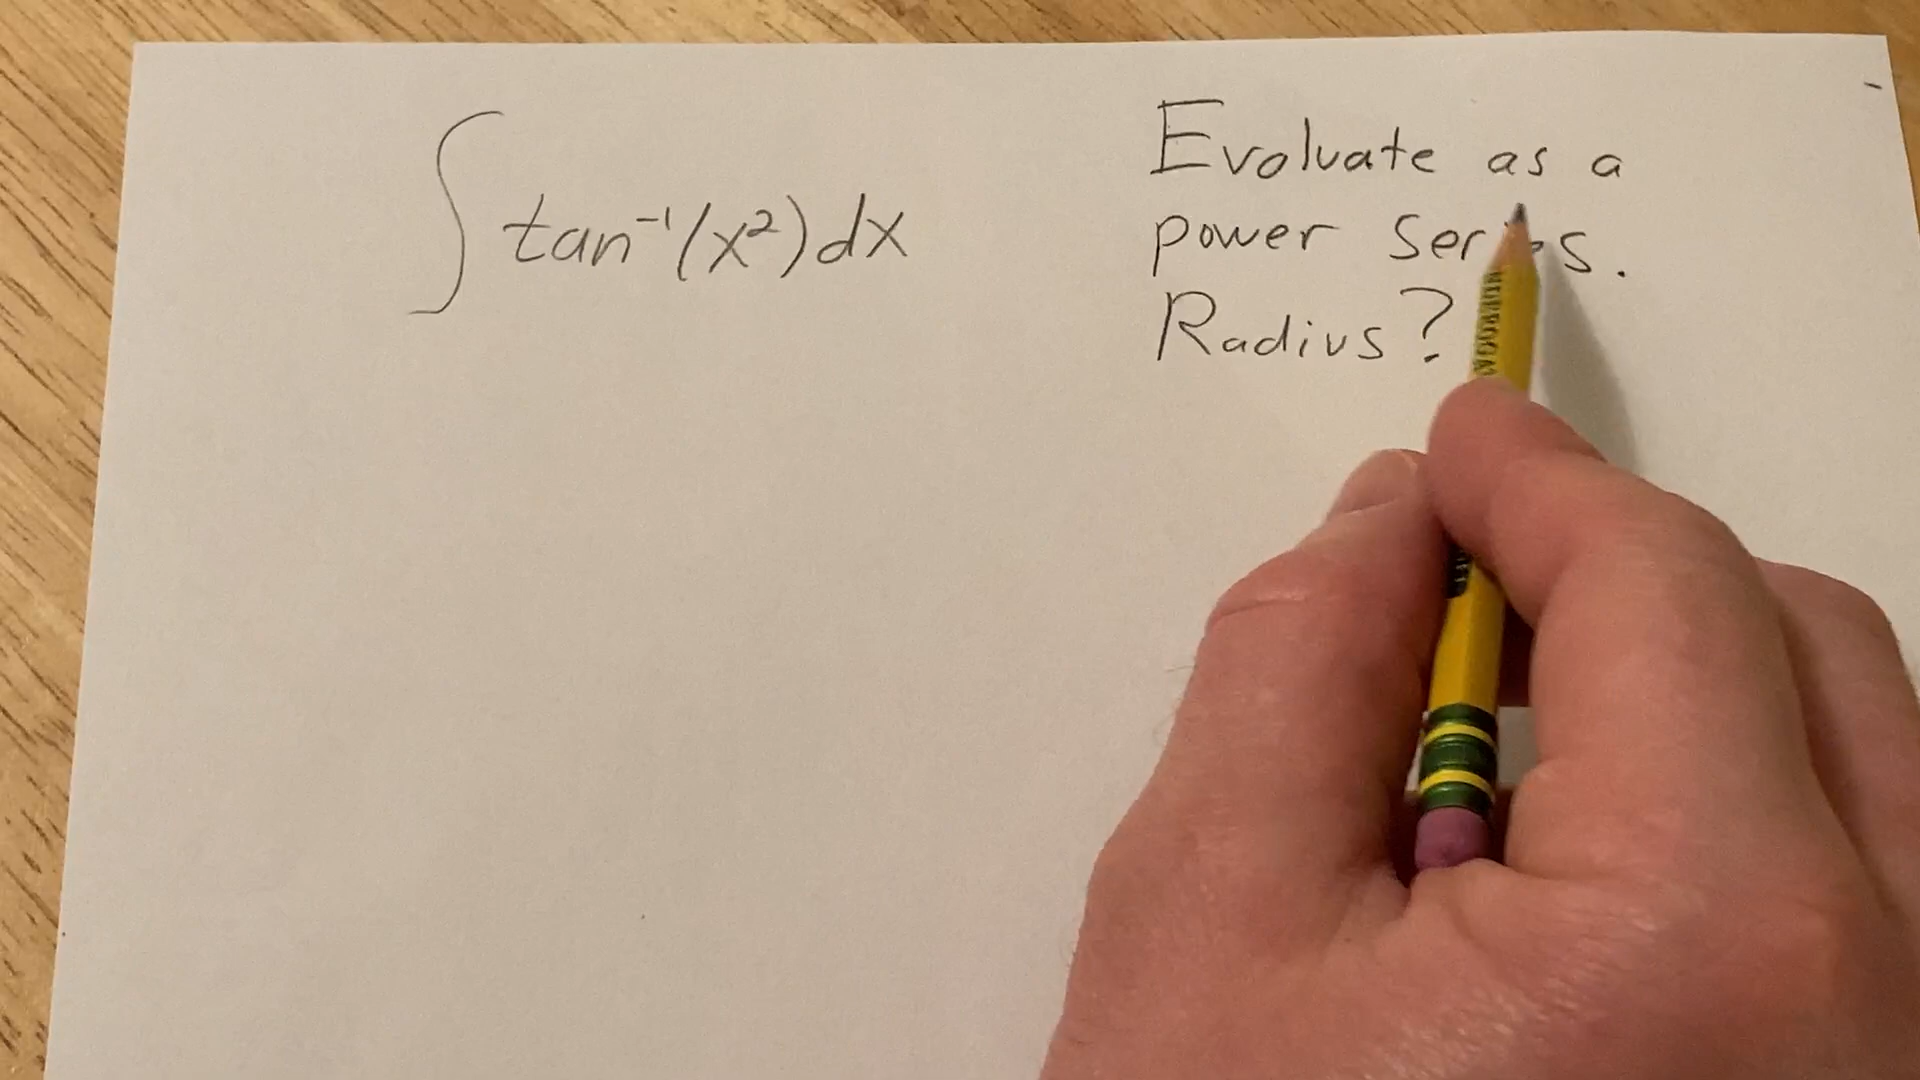 ∫ tan⁻¹(x²) dx
Evaluate as a
power series.
Radius?